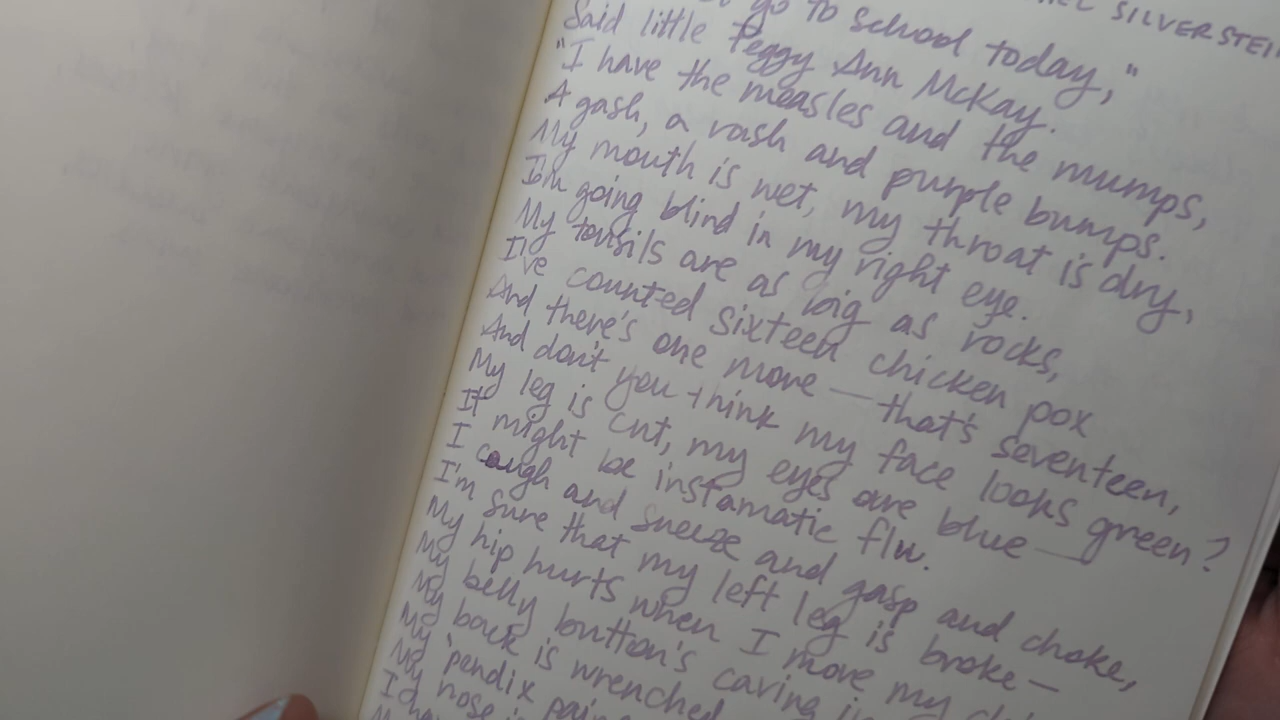 SILVERSTEI
go to school today,"
Said little Peggy Ann McKay.
"I have the measles and the mumps,
A gash, a rash and purple bumps.
My mouth is wet, my throat is dry,
I'm going blind in my right eye.
My tonsils are as big as rocks,
I've counted sixteen chicken pox
And there's one more — that's seventeen,
And don't you think my face looks green?
My leg is cut, my eyes are blue —
It might be instamatic flu.
I cough and sneeze and gasp and choke,
I'm sure that my left leg is broke —
My hip hurts when I move my
My belly button's caving in
My back is wrenched
My 'pendix pain
My nose is